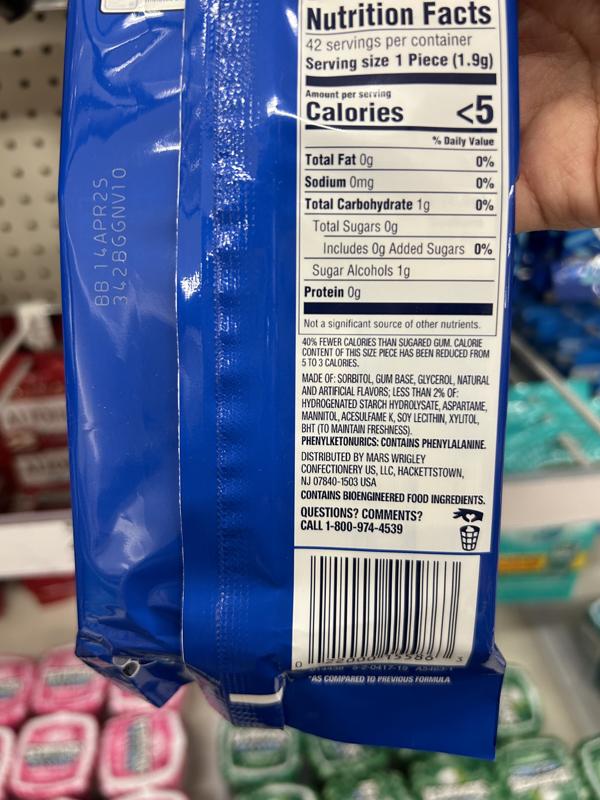 Nutrition Facts
42 servings per container
Serving size 1 Piece (1.9g)
Amount per serving
Calories <5
% Daily Value
Total Fat 0g 0%
Sodium 0mg 0%
Total Carbohydrate 1g 0%
Total Sugars 0g
Includes 0g Added Sugars 0%
Sugar Alcohols 1g
Protein 0g
Not a significant source of other nutrients.
40% FEWER CALORIES THAN SUGARED GUM. CALORIE
CONTENT OF THIS SIZE PIECE HAS BEEN REDUCED FROM
5 TO 3 CALORIES.
MADE OF: SORBITOL, GUM BASE, GLYCEROL, NATURAL
AND ARTIFICIAL FLAVORS; LESS THAN 2% OF:
HYDROGENATED STARCH HYDROLYSATE, ASPARTAME,
MANNITOL, ACESULFAME K, SOY LECITHIN, XYLITOL,
BHT (TO MAINTAIN FRESHNESS).
PHENYLKETONURICS: CONTAINS PHENYLALANINE.
DISTRIBUTED BY MARS WRIGLEY
CONFECTIONERY US, LLC, HACKETTSTOWN,
NJ 07840-1503 USA
CONTAINS BIOENGINEERED FOOD INGREDIENTS.
QUESTIONS? COMMENTS?
CALL 1-800-974-4539
*AS COMPARED TO PREVIOUS FORMULA
BB 14APR25
342BGGNV10